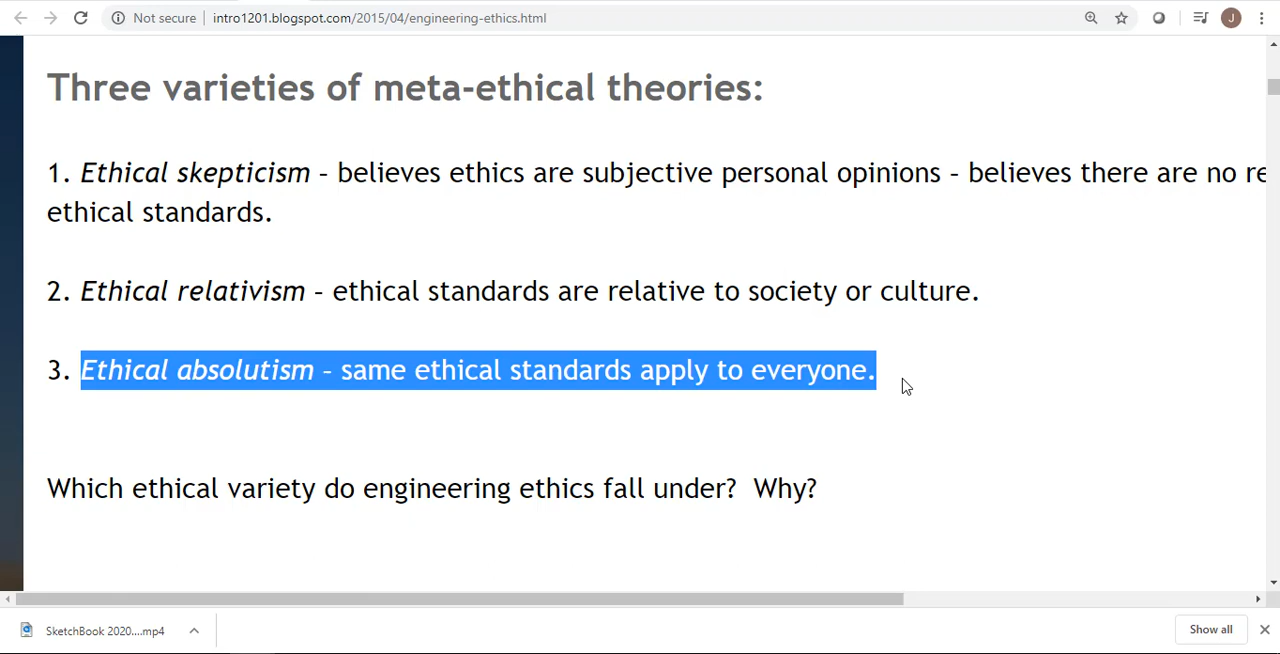 Not secure intro1201.blogspot.com/2015/04/engineering-ethics.html J
Three varieties of meta-ethical theories:
1. Ethical skepticism – believes ethics are subjective personal opinions – believes there are no
ethical standards.
2. Ethical relativism – ethical standards are relative to society or culture.
3. Ethical absolutism – same ethical standards apply to everyone.
Which ethical variety do engineering ethics fall under?  Why?
SketchBook 2020....mp4 Show all